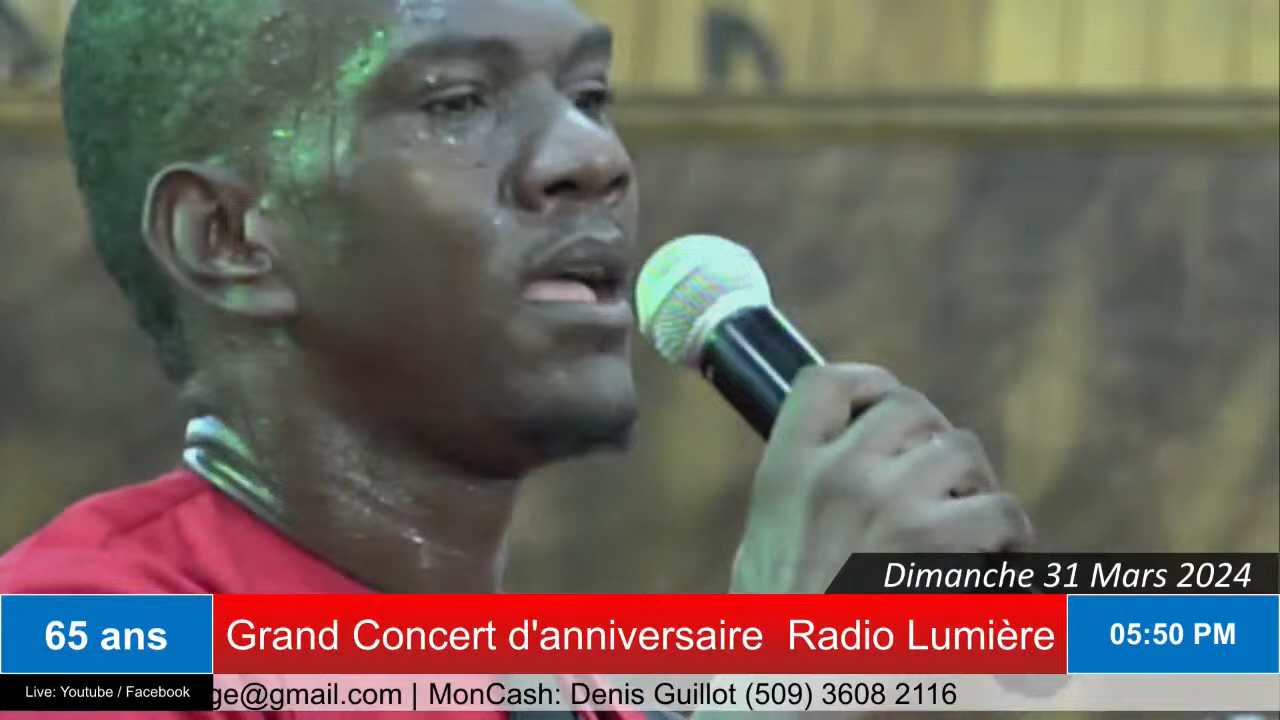 Dimanche 31 Mars 2024
65 ans
Grand Concert d'anniversaire Radio Lumière
05:50 PM
Live: Youtube / Facebook
ge@gmail.com | MonCash: Denis Guillot (509) 3608 2116